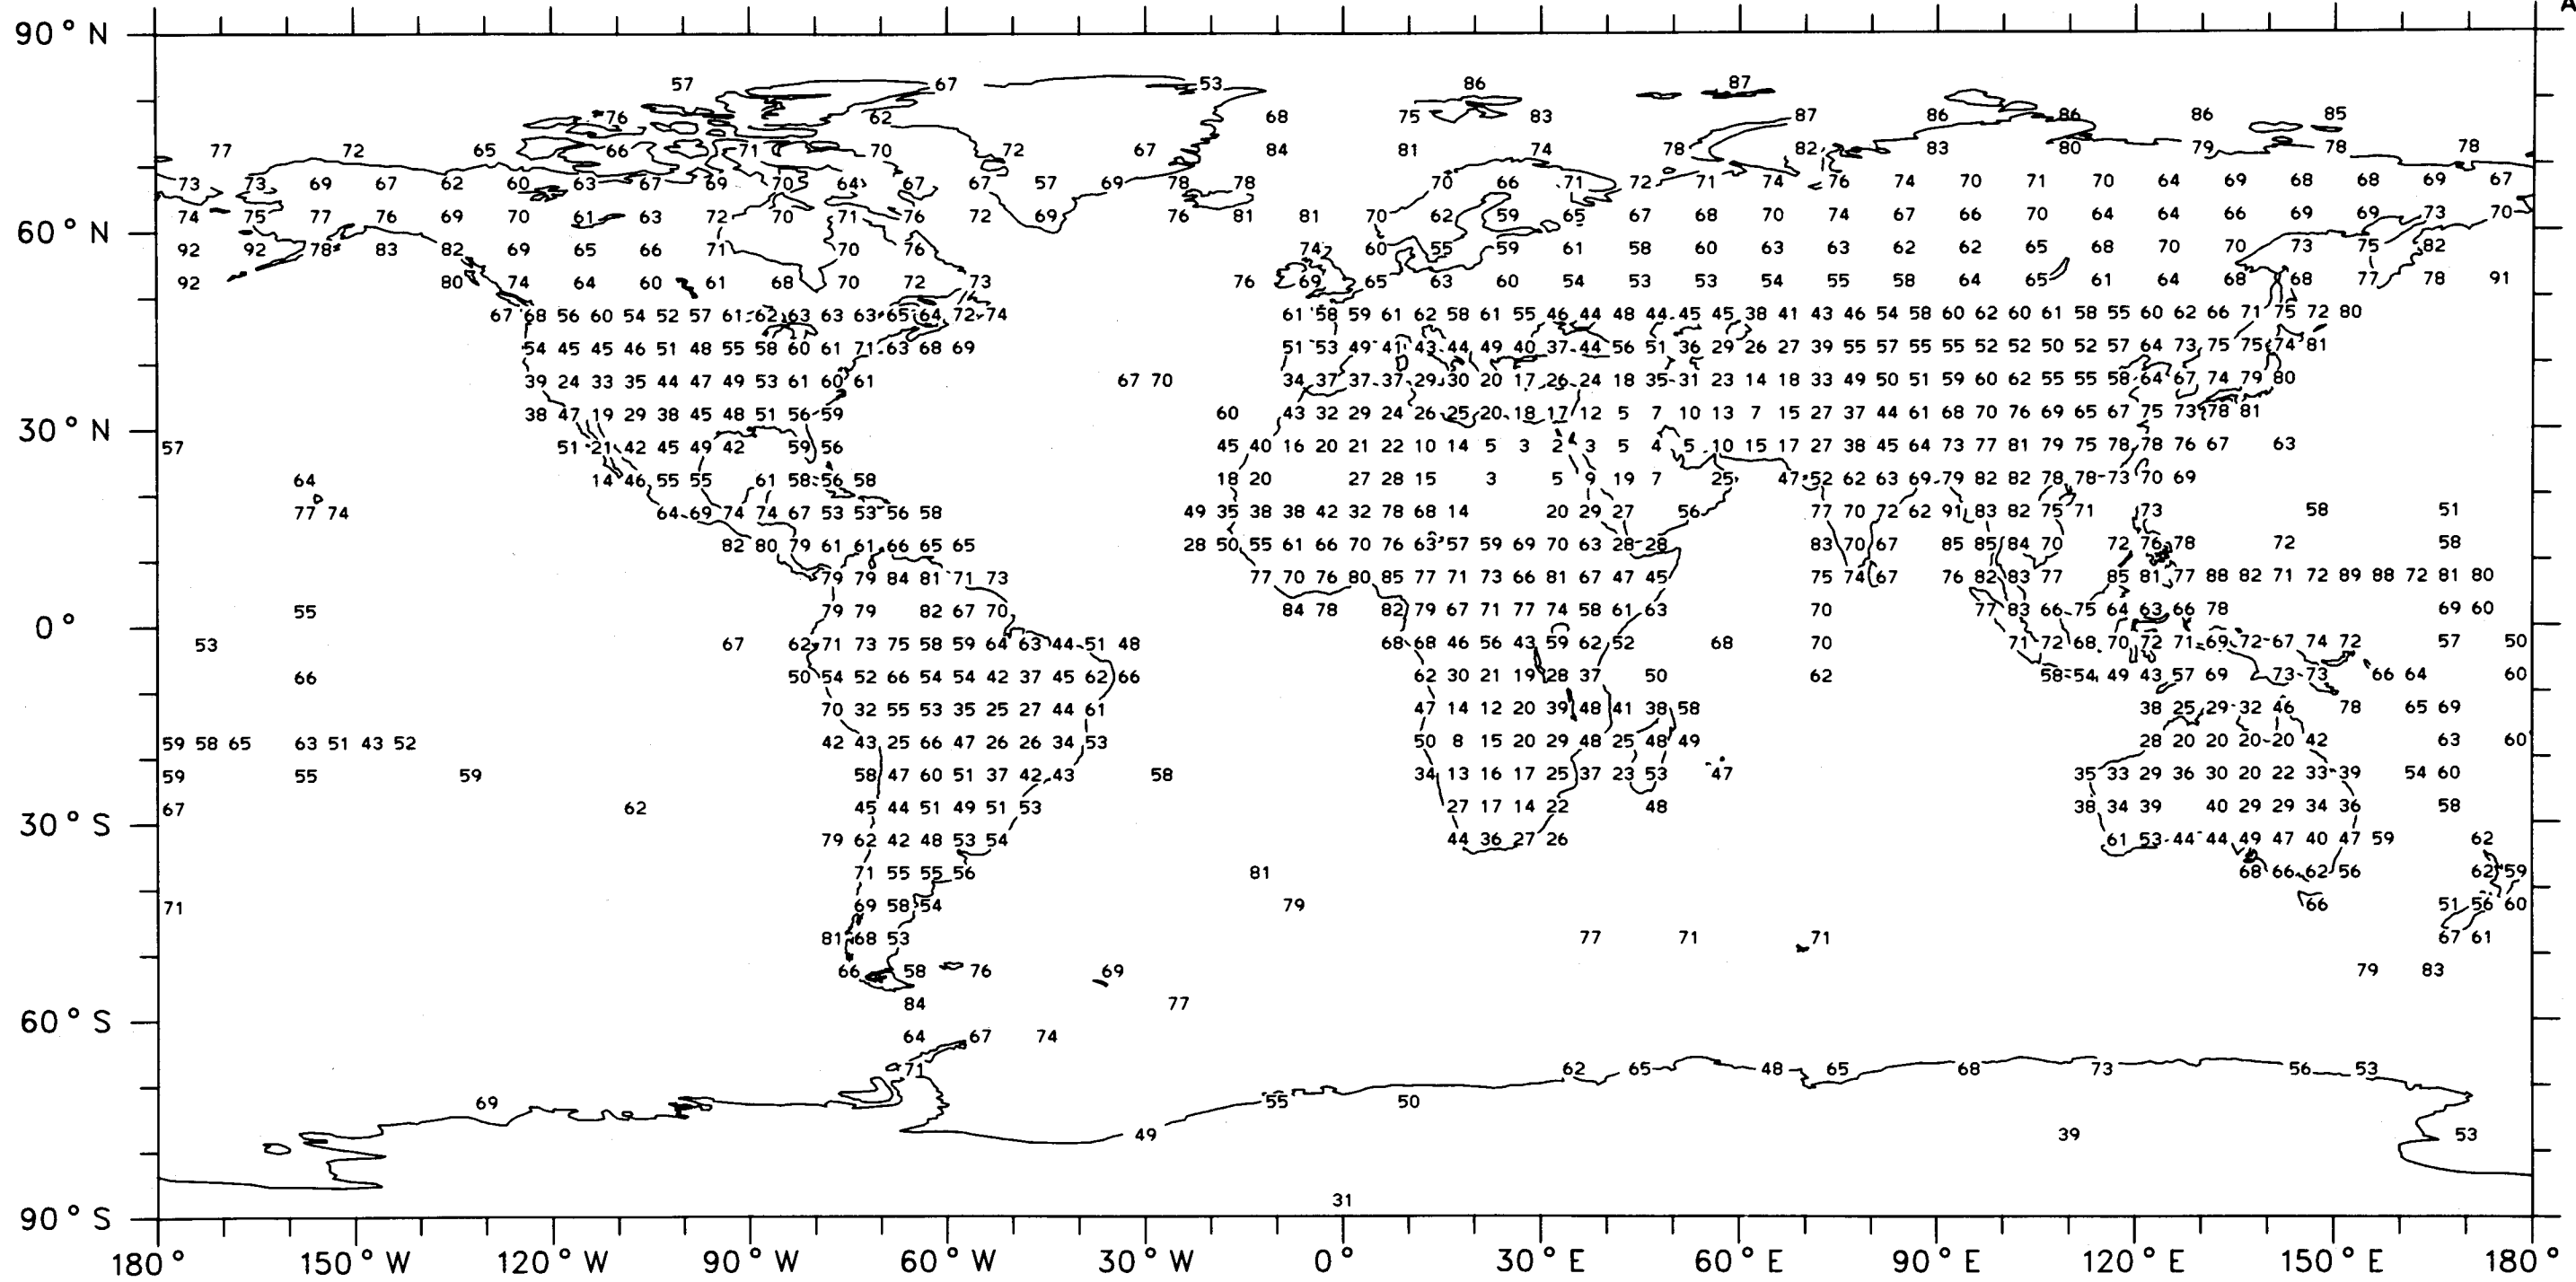 A
90°N
57 67 53 86 87
76 62 68 75 83 87 86 86 86 85
77 72 65 66 71 70 72 67 84 81 74 78 82 83 80 79 78 78
73 73 69 67 62 60 63 67 69 70 64 67 67 57 69 78 78 70 66 71 72 71 74 76 74 70 71 70 64 69 68 68 69 67
74 75 77 76 69 70 61 63 72 70 71 76 72 69 76 81 81 70 62 59 65 67 68 70 74 67 66 70 64 64 66 69 69 73 70
60°N
92 92 78 83 82 69 65 66 71 70 76 74 60 55 59 61 58 60 63 63 62 62 65 68 70 70 73 75 82
92 80 74 64 60 61 68 70 72 73 76 69 65 63 60 54 53 53 54 55 58 64 65 61 64 68 68 77 78 91
67 68 56 60 54 52 57 61 62 63 63 63 65 64 72 74 61 58 59 61 62 58 61 55 46 44 48 44 45 45 38 41 43 46 54 58 60 62 60 61 58 55 60 62 66 71 75 72 80
54 45 45 46 51 48 55 58 60 61 71 63 68 69 51 53 49 41 43 44 49 40 37 44 56 51 36 29 26 27 39 55 57 55 55 52 52 50 52 57 64 73 75 75 74 81
39 24 33 35 44 47 49 53 61 60 61 67 70 34 37 37 37 29 30 20 17 26 24 18 35 31 23 14 18 33 49 50 51 59 60 62 55 55 58 64 67 74 79 80
38 47 19 29 38 45 48 51 56 59 60 43 32 29 24 26 25 20 18 17 12 5 7 10 13 7 15 27 37 44 61 68 70 76 69 65 67 75 73 78 81
30°N
57 51 21 42 45 49 42 59 56 45 40 16 20 21 22 10 14 5 3 2 3 5 4 5 10 15 17 27 38 45 64 73 77 81 79 75 78 78 76 67 63
64 14 46 55 55 61 58 56 58 18 20 27 28 15 3 5 9 19 7 25 47 52 62 63 69 79 82 82 78 78 73 70 69
77 74 64 69 74 74 67 53 53 56 58 49 35 38 38 42 32 78 68 14 20 29 27 56 77 70 72 62 91 83 82 75 71 73 58 51
82 80 79 61 61 66 65 65 28 50 55 61 66 70 76 63 57 59 69 70 63 28 28 83 70 67 85 85 84 70 72 76 78 72 58
79 79 84 81 71 73 77 70 76 80 85 77 71 73 66 81 67 47 45 75 74 67 76 82 83 77 85 81 77 88 82 71 72 89 88 72 81 80
55 79 79 82 67 70 84 78 82 79 67 71 77 74 58 61 63 70 77 83 66 75 64 63 66 78 69 60
0°
53 67 62 71 73 75 58 59 64 63 44 51 48 68 68 46 56 43 59 62 52 68 70 71 72 68 70 72 71 69 72 67 74 72 57 50
66 50 54 52 66 54 54 42 37 45 62 66 62 30 21 19 28 37 50 62 58 54 49 43 57 69 73 73 66 64 60
70 32 55 53 35 25 27 44 61 47 14 12 20 39 48 41 38 58 38 25 29 32 46 78 65 69
59 58 65 63 51 43 52 42 43 25 66 47 26 26 34 53 50 8 15 20 29 48 25 48 49 28 20 20 20 20 42 63 60
59 55 59 58 47 60 51 37 42 43 58 34 13 16 17 25 37 23 53 47 35 33 29 36 30 20 22 33 39 54 60
67 62 45 44 51 49 51 53 27 17 14 22 48 38 34 39 40 29 29 34 36 58
30°S
79 62 42 48 53 54 44 36 27 26 61 53 44 44 49 47 40 47 59 62
71 55 55 56 81 68 66 62 56 62 59
71 69 58 54 79 66 51 56 60
81 68 53 77 71 71 67 61
66 58 76 69 79 83
84 77
60°S
64 67 74
71 62 65 48 65 68 73 56 53
69 55 50
49 39 53
31
90°S
180° 150°W 120°W 90°W 60°W 30°W 0° 30°E 60°E 90°E 120°E 150°E 180°